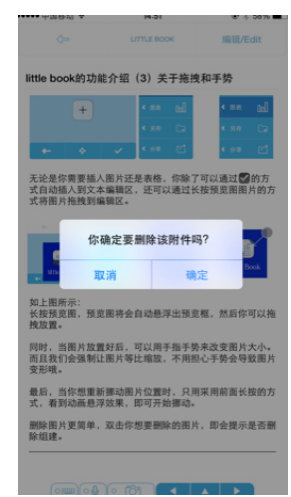 中国移动 14:51 58%
LITTLE BOOK 编辑/Edit
little book的功能介绍（3）关于拖拽和手势
无论是你需要插入图片还是表格，你除了可以通过的方
式自动插入到文本编辑区，还可以通过长按预览图图片的方
式将图片拖拽到编辑区。
你确定要删除该附件吗?
取消 确定
Book
如上图所示：
长按预览图，预览图将会自动悬浮出预览框，然后你可以拖
拽放置。
同时，当图片放置好后，可以用手指手势来改变图片大小。
而且我们会强制让图片等比缩放，不用担心手势会导致图片
变形哦。
最后，当你想重新挪动图片位置时，只用采用前面长按的方
式，看到动画悬浮效果，即可开始挪动。
删除图片更简单，双击你想要删除的图片，即会提示是否删
除组建。